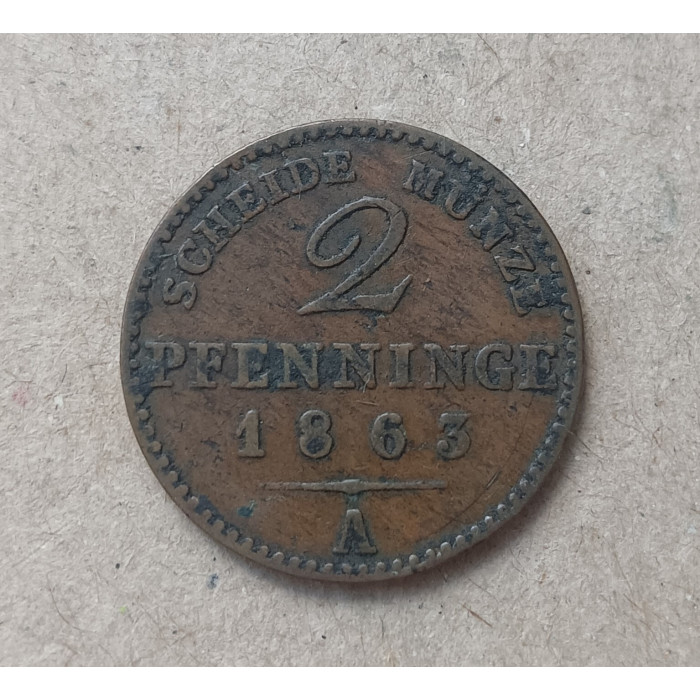 SCHEIDE MÜNZE
2
PFENNINGE
1863
A